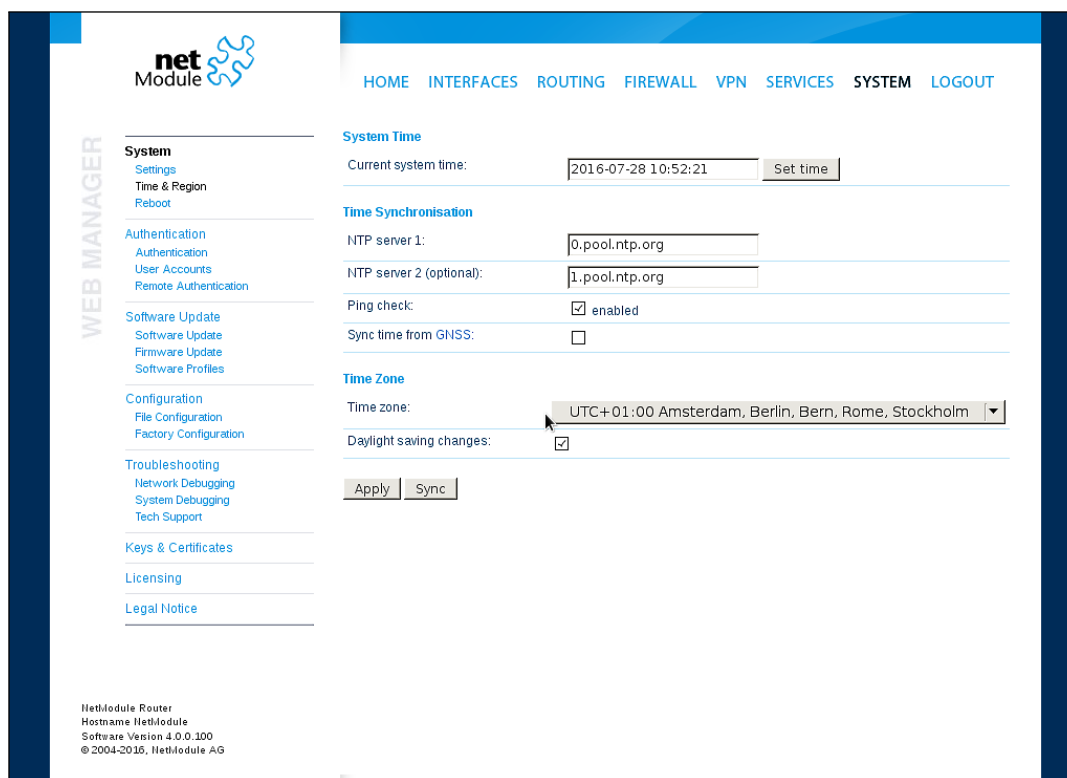 net
Module
HOME INTERFACES ROUTING FIREWALL VPN SERVICES SYSTEM LOGOUT
WEB MANAGER
System
Settings
Time & Region
Reboot
Authentication
Authentication
User Accounts
Remote Authentication
Software Update
Software Update
Firmware Update
Software Profiles
Configuration
File Configuration
Factory Configuration
Troubleshooting
Network Debugging
System Debugging
Tech Support
Keys & Certificates
Licensing
Legal Notice
System Time
Current system time: 2016-07-28 10:52:21 Set time
Time Synchronisation
NTP server 1: 0.pool.ntp.org
NTP server 2 (optional): 1.pool.ntp.org
Ping check: enabled
Sync time from GNSS:
Time Zone
Time zone: UTC+01:00 Amsterdam, Berlin, Bern, Rome, Stockholm
Daylight saving changes:
Apply Sync
NetModule Router
Hostname NetModule
Software Version 4.0.0.100
© 2004-2016, NetModule AG